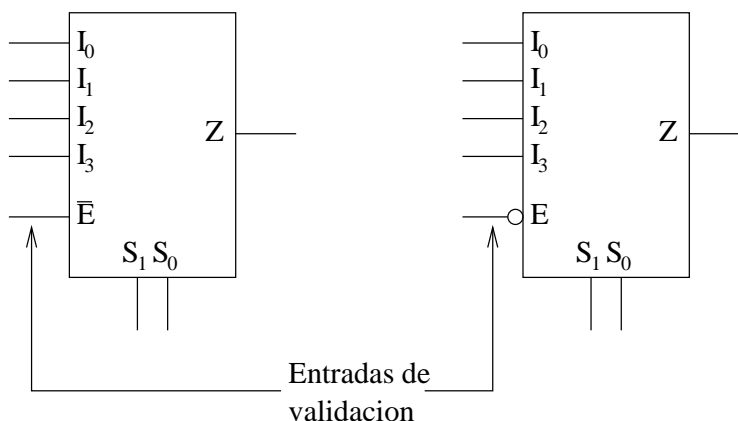 I0
I1
I2
I3
Z
E̅
S1 S0
I0
I1
I2
I3
Z
E
S1 S0
Entradas de
validacion